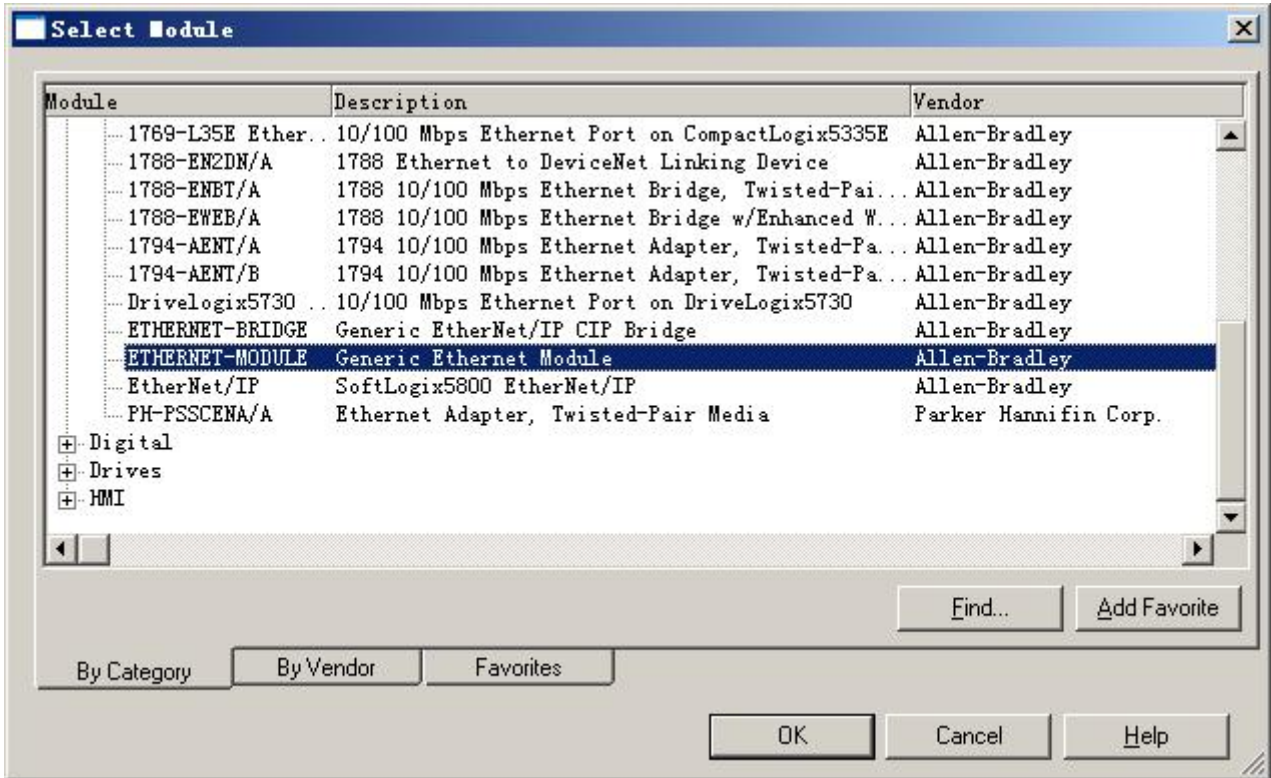 Select Module
Module Description Vendor
1769-L35E Ether... 10/100 Mbps Ethernet Port on CompactLogix5335E Allen-Bradley
1788-EN2DN/A 1788 Ethernet to DeviceNet Linking Device Allen-Bradley
1788-ENBT/A 1788 10/100 Mbps Ethernet Bridge, Twisted-Pai... Allen-Bradley
1788-EWEB/A 1788 10/100 Mbps Ethernet Bridge w/Enhanced W... Allen-Bradley
1794-AENT/A 1794 10/100 Mbps Ethernet Adapter, Twisted-Pa... Allen-Bradley
1794-AENT/B 1794 10/100 Mbps Ethernet Adapter, Twisted-Pa... Allen-Bradley
Drivelogix5730 ... 10/100 Mbps Ethernet Port on DriveLogix5730 Allen-Bradley
ETHERNET-BRIDGE Generic EtherNet/IP CIP Bridge Allen-Bradley
ETHERNET-MODULE Generic Ethernet Module Allen-Bradley
EtherNet/IP SoftLogix5800 EtherNet/IP Allen-Bradley
PH-PSSCENA/A Ethernet Adapter, Twisted-Pair Media Parker Hannifin Corp.
Digital
Drives
HMI
Find... Add Favorite
By Category By Vendor Favorites
OK Cancel Help